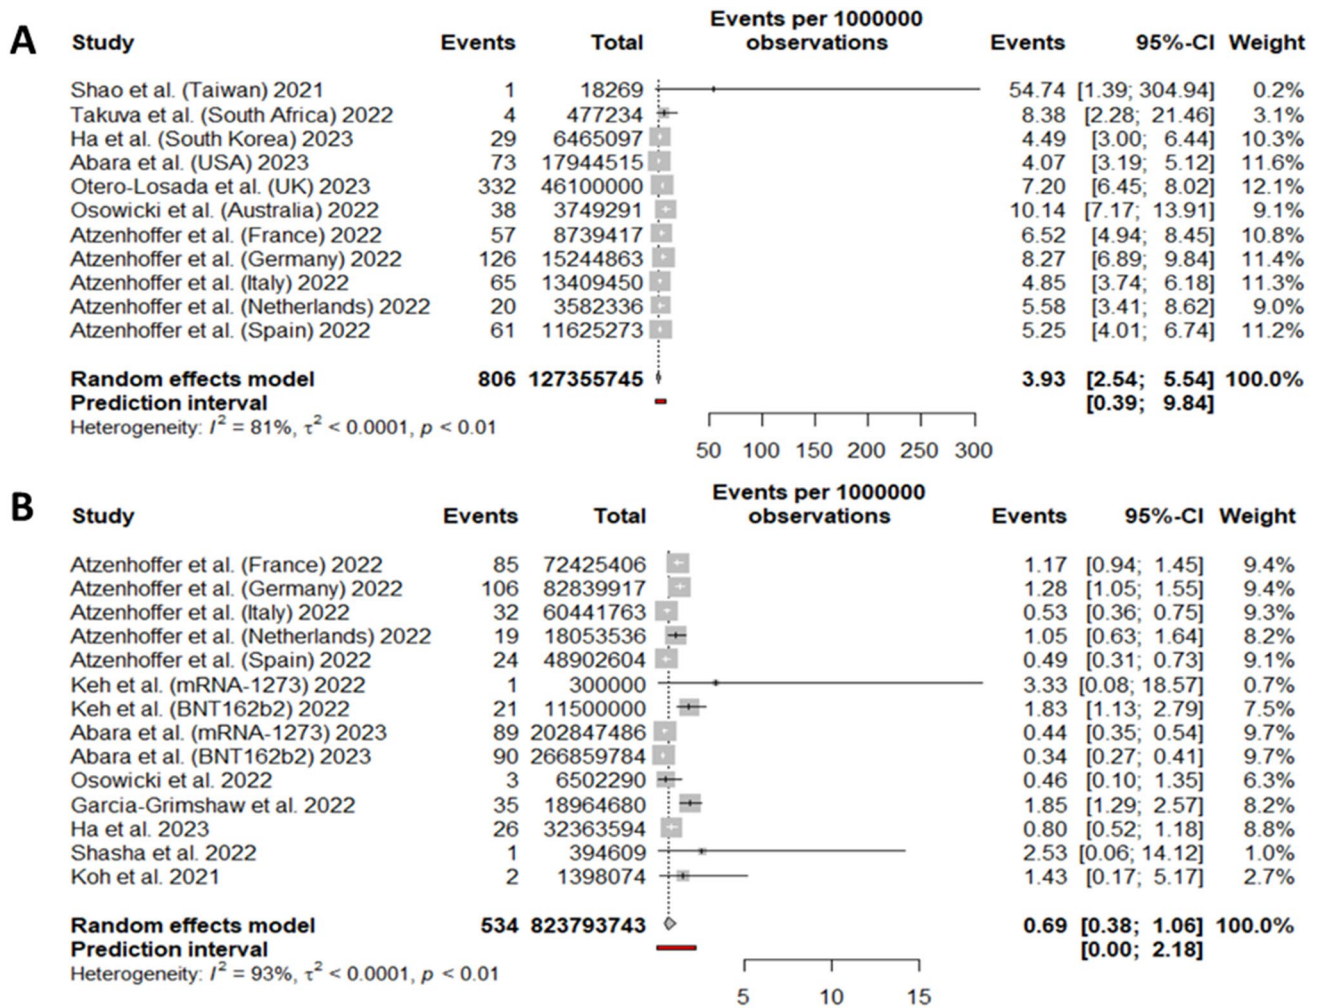 A
Study Events Total Events per 1000000 observations Events 95%-CI Weight
Shao et al. (Taiwan) 2021 1 18269 54.74 [1.39; 304.94] 0.2%
Takuva et al. (South Africa) 2022 4 477234 8.38 [2.28; 21.46] 3.1%
Ha et al. (South Korea) 2023 29 6465097 4.49 [3.00; 6.44] 10.3%
Abara et al. (USA) 2023 73 17944515 4.07 [3.19; 5.12] 11.6%
Otero-Losada et al. (UK) 2023 332 46100000 7.20 [6.45; 8.02] 12.1%
Osowicki et al. (Australia) 2022 38 3749291 10.14 [7.17; 13.91] 9.1%
Atzenhoffer et al. (France) 2022 57 8739417 6.52 [4.94; 8.45] 10.8%
Atzenhoffer et al. (Germany) 2022 126 15244863 8.27 [6.89; 9.84] 11.4%
Atzenhoffer et al. (Italy) 2022 65 13409450 4.85 [3.74; 6.18] 11.3%
Atzenhoffer et al. (Netherlands) 2022 20 3582336 5.58 [3.41; 8.62] 9.0%
Atzenhoffer et al. (Spain) 2022 61 11625273 5.25 [4.01; 6.74] 11.2%
Random effects model 806 127355745 3.93 [2.54; 5.54] 100.0%
Prediction interval [0.39; 9.84]
Heterogeneity: I² = 81%, τ² < 0.0001, p < 0.01
50 100 150 200 250 300
B
Study Events Total Events per 1000000 observations Events 95%-CI Weight
Atzenhoffer et al. (France) 2022 85 72425406 1.17 [0.94; 1.45] 9.4%
Atzenhoffer et al. (Germany) 2022 106 82839917 1.28 [1.05; 1.55] 9.4%
Atzenhoffer et al. (Italy) 2022 32 60441763 0.53 [0.36; 0.75] 9.3%
Atzenhoffer et al. (Netherlands) 2022 19 18053536 1.05 [0.63; 1.64] 8.2%
Atzenhoffer et al. (Spain) 2022 24 48902604 0.49 [0.31; 0.73] 9.1%
Keh et al. (mRNA-1273) 2022 1 300000 3.33 [0.08; 18.57] 0.7%
Keh et al. (BNT162b2) 2022 21 11500000 1.83 [1.13; 2.79] 7.5%
Abara et al. (mRNA-1273) 2023 89 202847486 0.44 [0.35; 0.54] 9.7%
Abara et al. (BNT162b2) 2023 90 266859784 0.34 [0.27; 0.41] 9.7%
Osowicki et al. 2022 3 6502290 0.46 [0.10; 1.35] 6.3%
Garcia-Grimshaw et al. 2022 35 18964680 1.85 [1.29; 2.57] 8.2%
Ha et al. 2023 26 32363594 0.80 [0.52; 1.18] 8.8%
Shasha et al. 2022 1 394609 2.53 [0.06; 14.12] 1.0%
Koh et al. 2021 2 1398074 1.43 [0.17; 5.17] 2.7%
Random effects model 534 823793743 0.69 [0.38; 1.06] 100.0%
Prediction interval [0.00; 2.18]
Heterogeneity: I² = 93%, τ² < 0.0001, p < 0.01
5 10 15